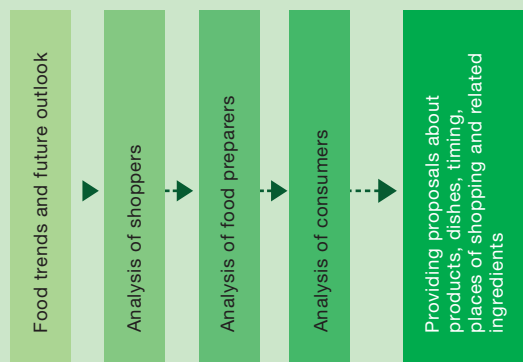 Food trends and future outlook
Analysis of shoppers
Analysis of food preparers
Analysis of consumers
Providing proposals about
products, dishes, timing,
places of shopping and related
ingredients